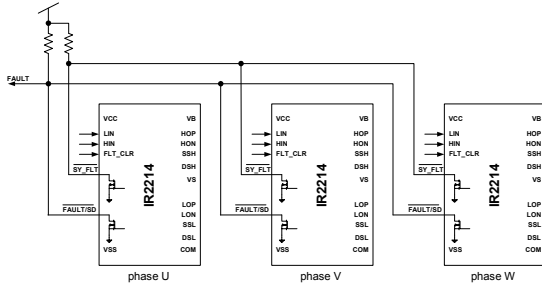 FAULT
VCC
LIN
HIN
FLT_CLR
SY_FLT
FAULT/SD
VSS
IR2214
VB
HOP
HON
SSH
DSH
VS
LOP
LON
SSL
DSL
COM
phase U
VCC
LIN
HIN
FLT_CLR
SY_FLT
FAULT/SD
VSS
IR2214
VB
HOP
HON
SSH
DSH
VS
LOP
LON
SSL
DSL
COM
phase V
VCC
LIN
HIN
FLT_CLR
SY_FLT
FAULT/SD
VSS
IR2214
VB
HOP
HON
SSH
DSH
VS
LOP
LON
SSL
DSL
COM
phase W